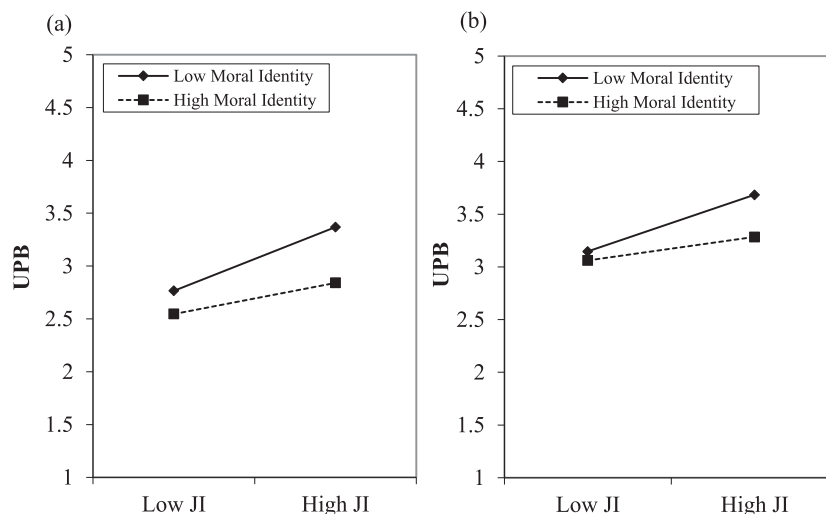 (a)
5
4.5
4
3.5
3
2.5
2
1.5
1
UPB
Low Moral Identity
High Moral Identity
Low JI High JI
(b)
5
4.5
4
3.5
3
2.5
2
1.5
1
UPB
Low Moral Identity
High Moral Identity
Low JI High JI